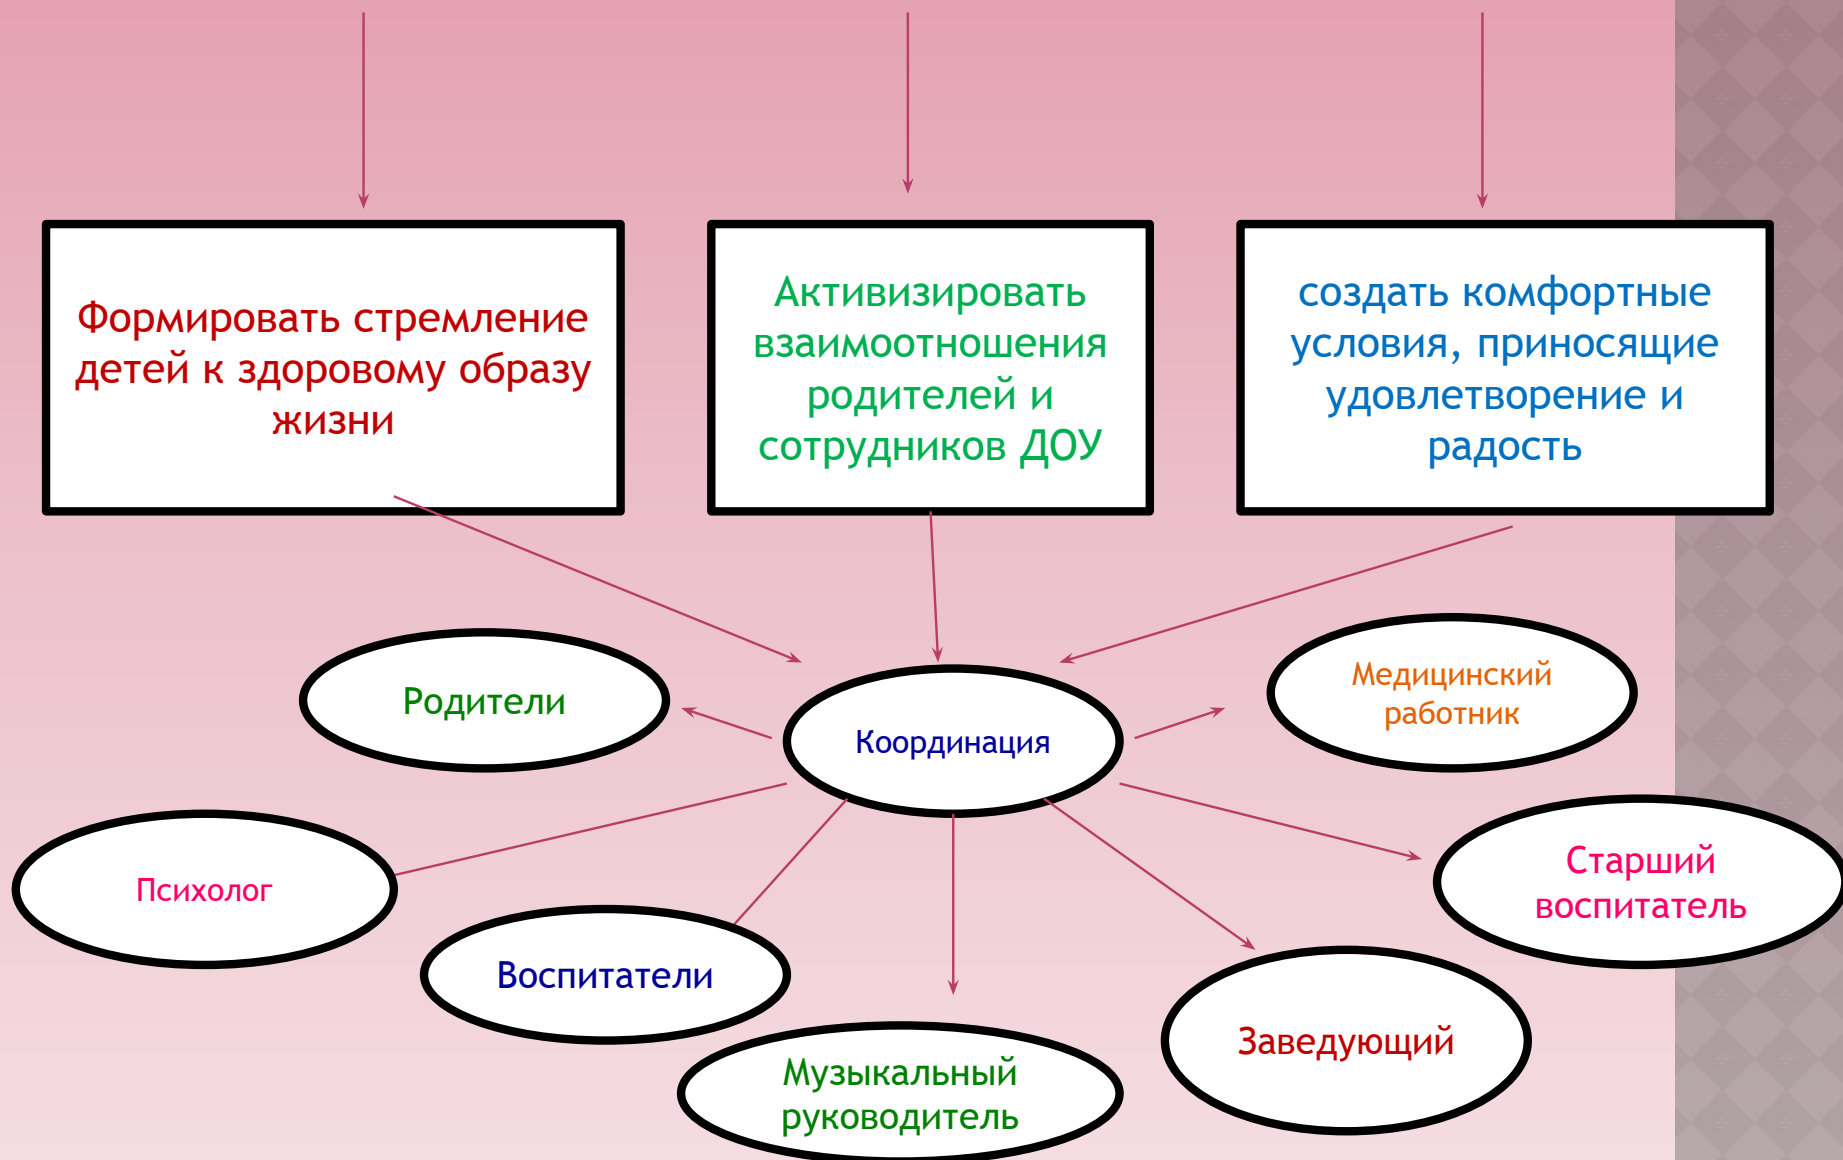 Формировать стремление
детей к здоровому образу
жизни
Активизировать
взаимоотношения
родителей и
сотрудников ДОУ
создать комфортные
условия, приносящие
удовлетворение и
радость
Родители
Координация
Медицинский
работник
Психолог
Воспитатели
Музыкальный
руководитель
Заведующий
Старший
воспитатель